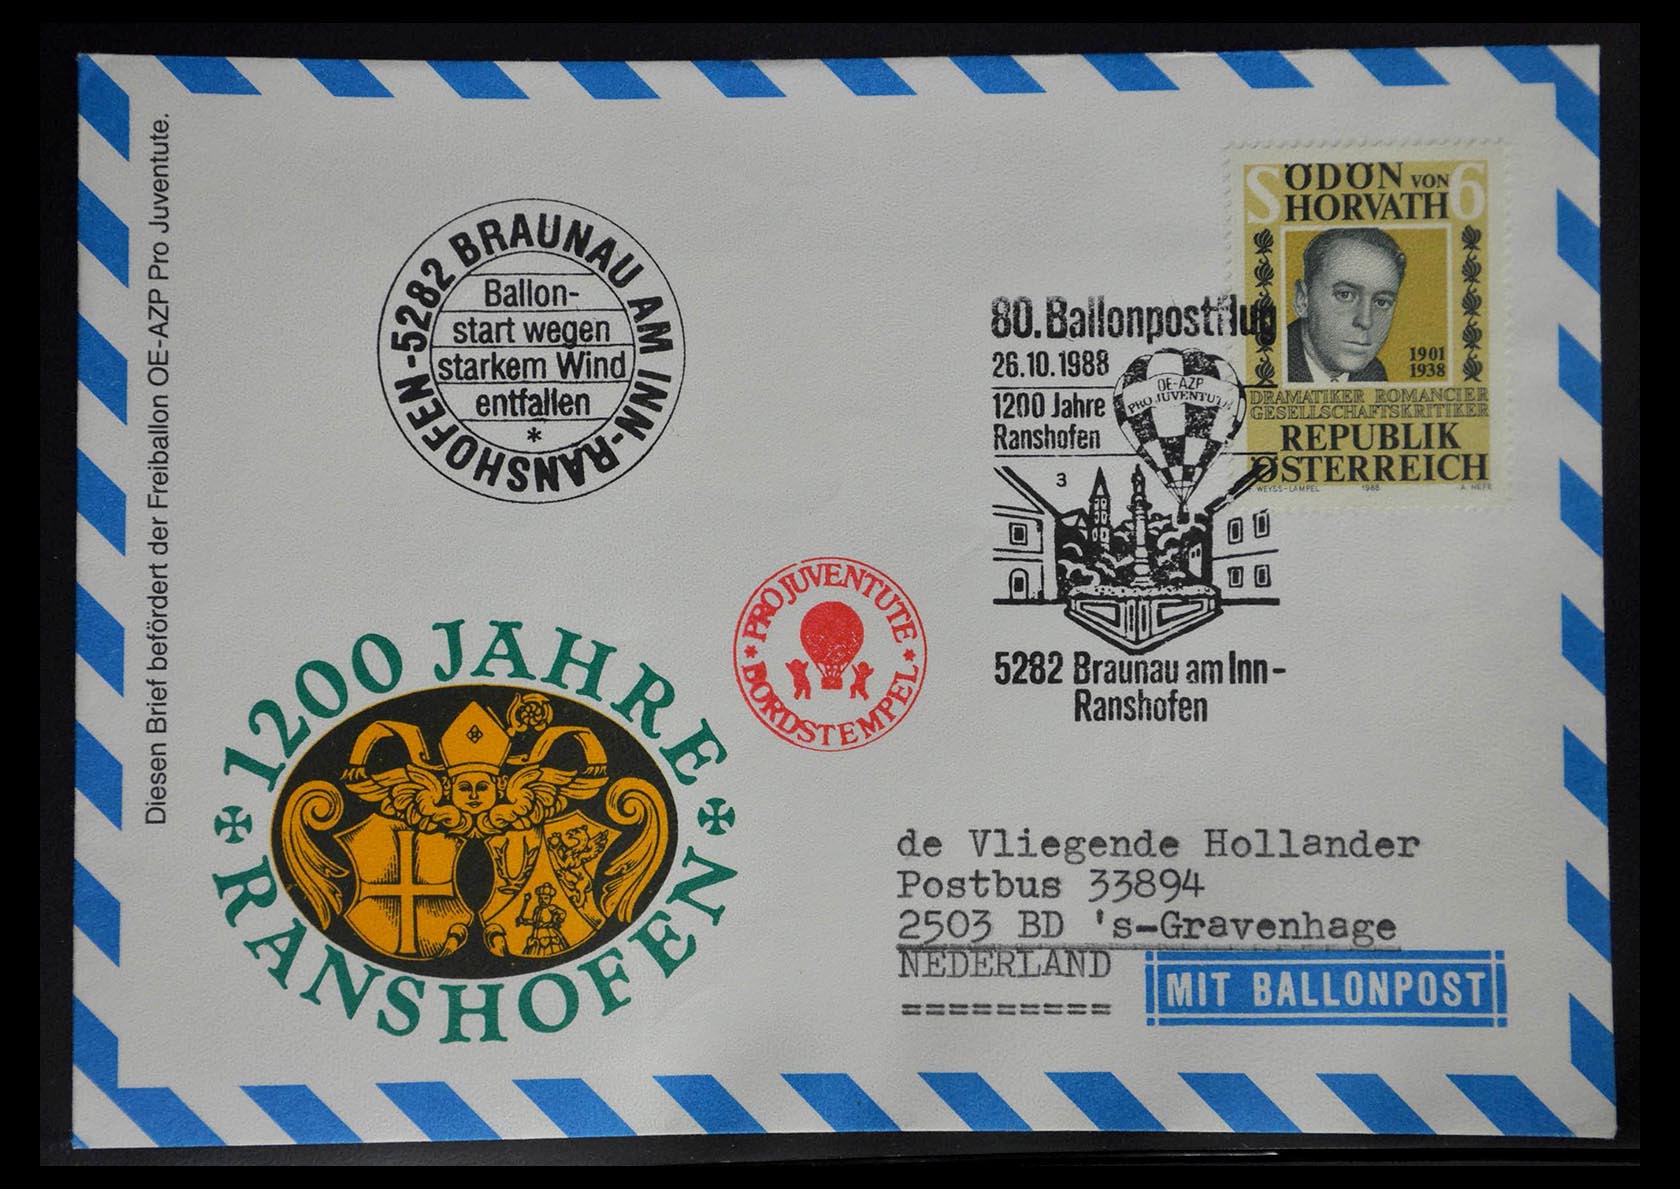 Diesen Brief befördert der Freiballon OE-AZP Pro Juventute.
5282 BRAUNAU AM INN-RANSHOFEN-
Ballon-
start wegen
starkem Wind
entfallen
*
S ÖDÖN VON 6
HORVATH
1901
1938
DRAMATIKER ROMANCIER
GESELLSCHAFTSKRITIKER
REPUBLIK
ÖSTERREICH
WEYSS-LAMPEL 1988 A. NEFE
80. Ballonpostflug
26.10.1988
1200 Jahre
Ranshofen
OE-AZP
PRO JUVENTUTE
3
5282 Braunau am Inn-
Ranshofen
* PRO JUVENTUTE *
BORDSTEMPEL
1200 JAHRE
RANSHOFEN
de Vliegende Hollander
Postbus 33894
2503 BD 's-Gravenhage
NEDERLAND
==========
MIT BALLONPOST